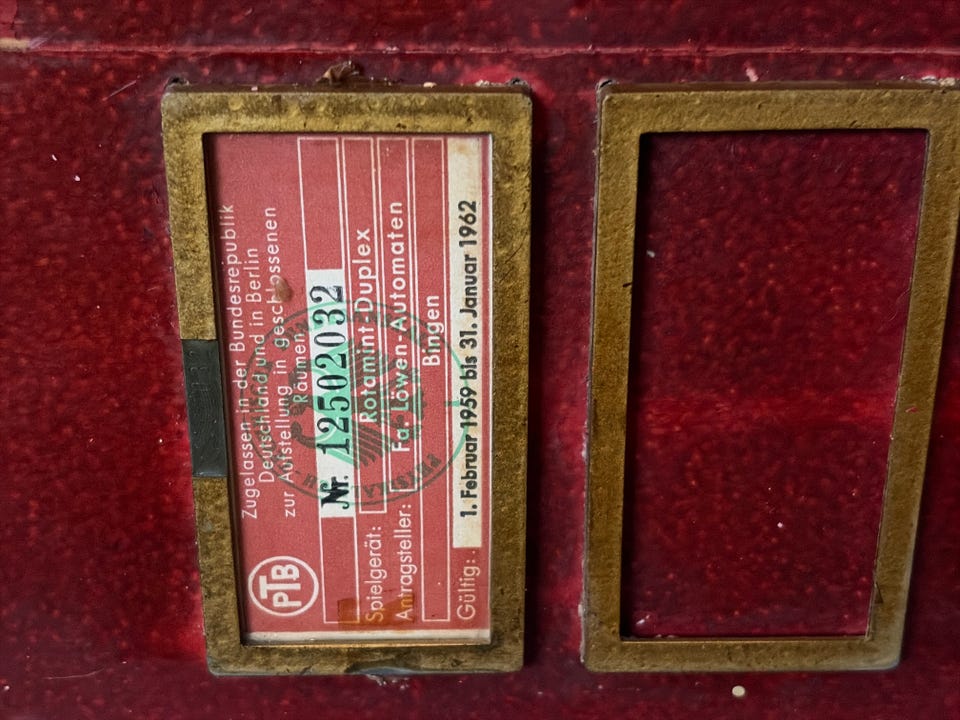 PTB
Zugelassen in der Bundesrepublik
Deutschland und in Berlin
zur Aufstellung in geschlossenen
Räumen
Nr. 12502032
Spielgerät: Rotamint-Duplex
Antragsteller: Fa. Löwen-Automaten
Bingen
Gültig: 1. Februar 1959 bis 31. Januar 1962